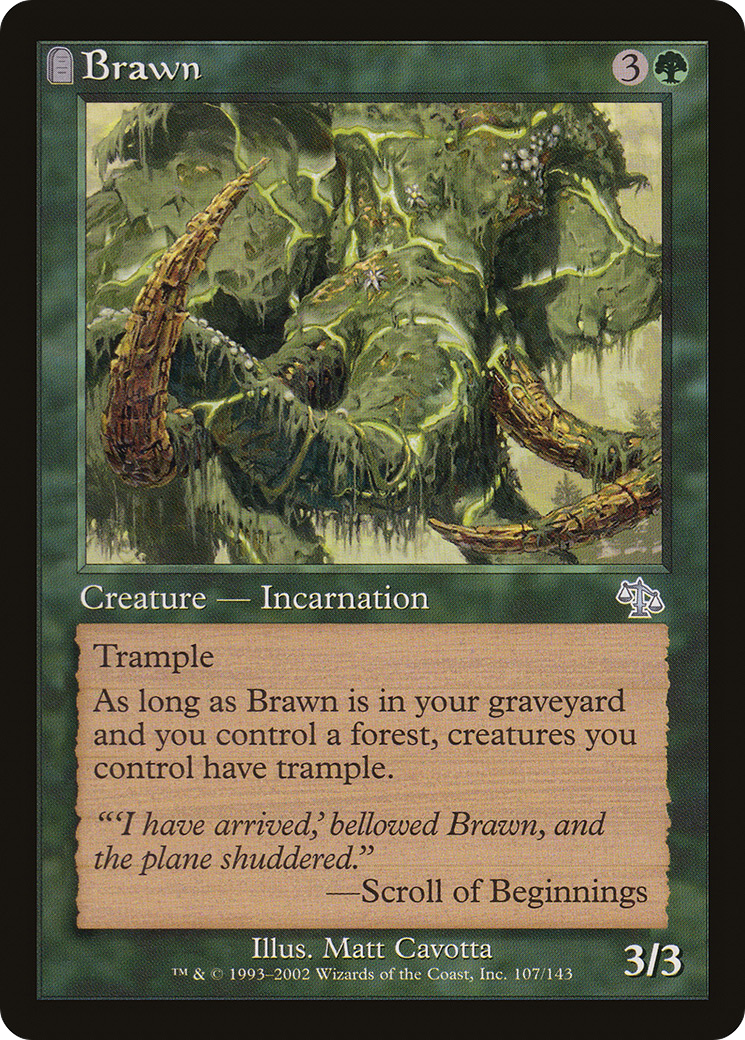 Brawn 3
Creature — Incarnation
Trample
As long as Brawn is in your graveyard
and you control a forest, creatures you
control have trample.
“‘I have arrived,’ bellowed Brawn, and
the plane shuddered.”
—Scroll of Beginnings
Illus. Matt Cavotta
™ & © 1993–2002 Wizards of the Coast, Inc. 107/143
3/3